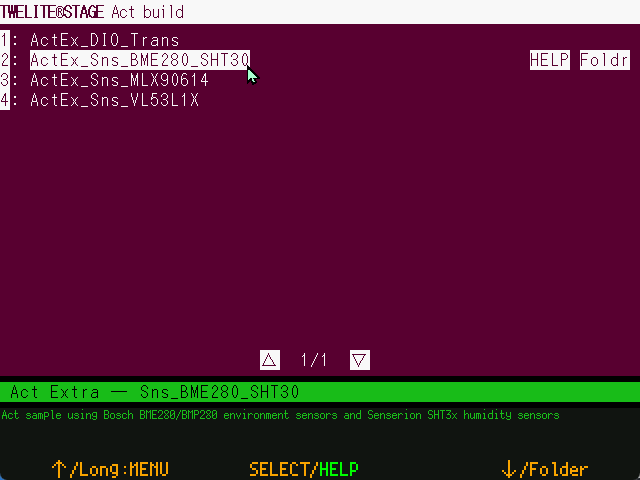 TWELITE®STAGE Act build
1: ActEx_DIO_Trans
2: ActEx_Sns_BME280_SHT30 HELP Foldr
3: ActEx_Sns_MLX90614
4: ActEx_Sns_VL53L1X
△ 1/1 ▽
Act Extra — Sns_BME280_SHT30
Act sample using Bosch BME280/BMP280 environment sensors and Senserion SHT3x humidity sensors
↑/Long:MENU SELECT/HELP ↓/Folder